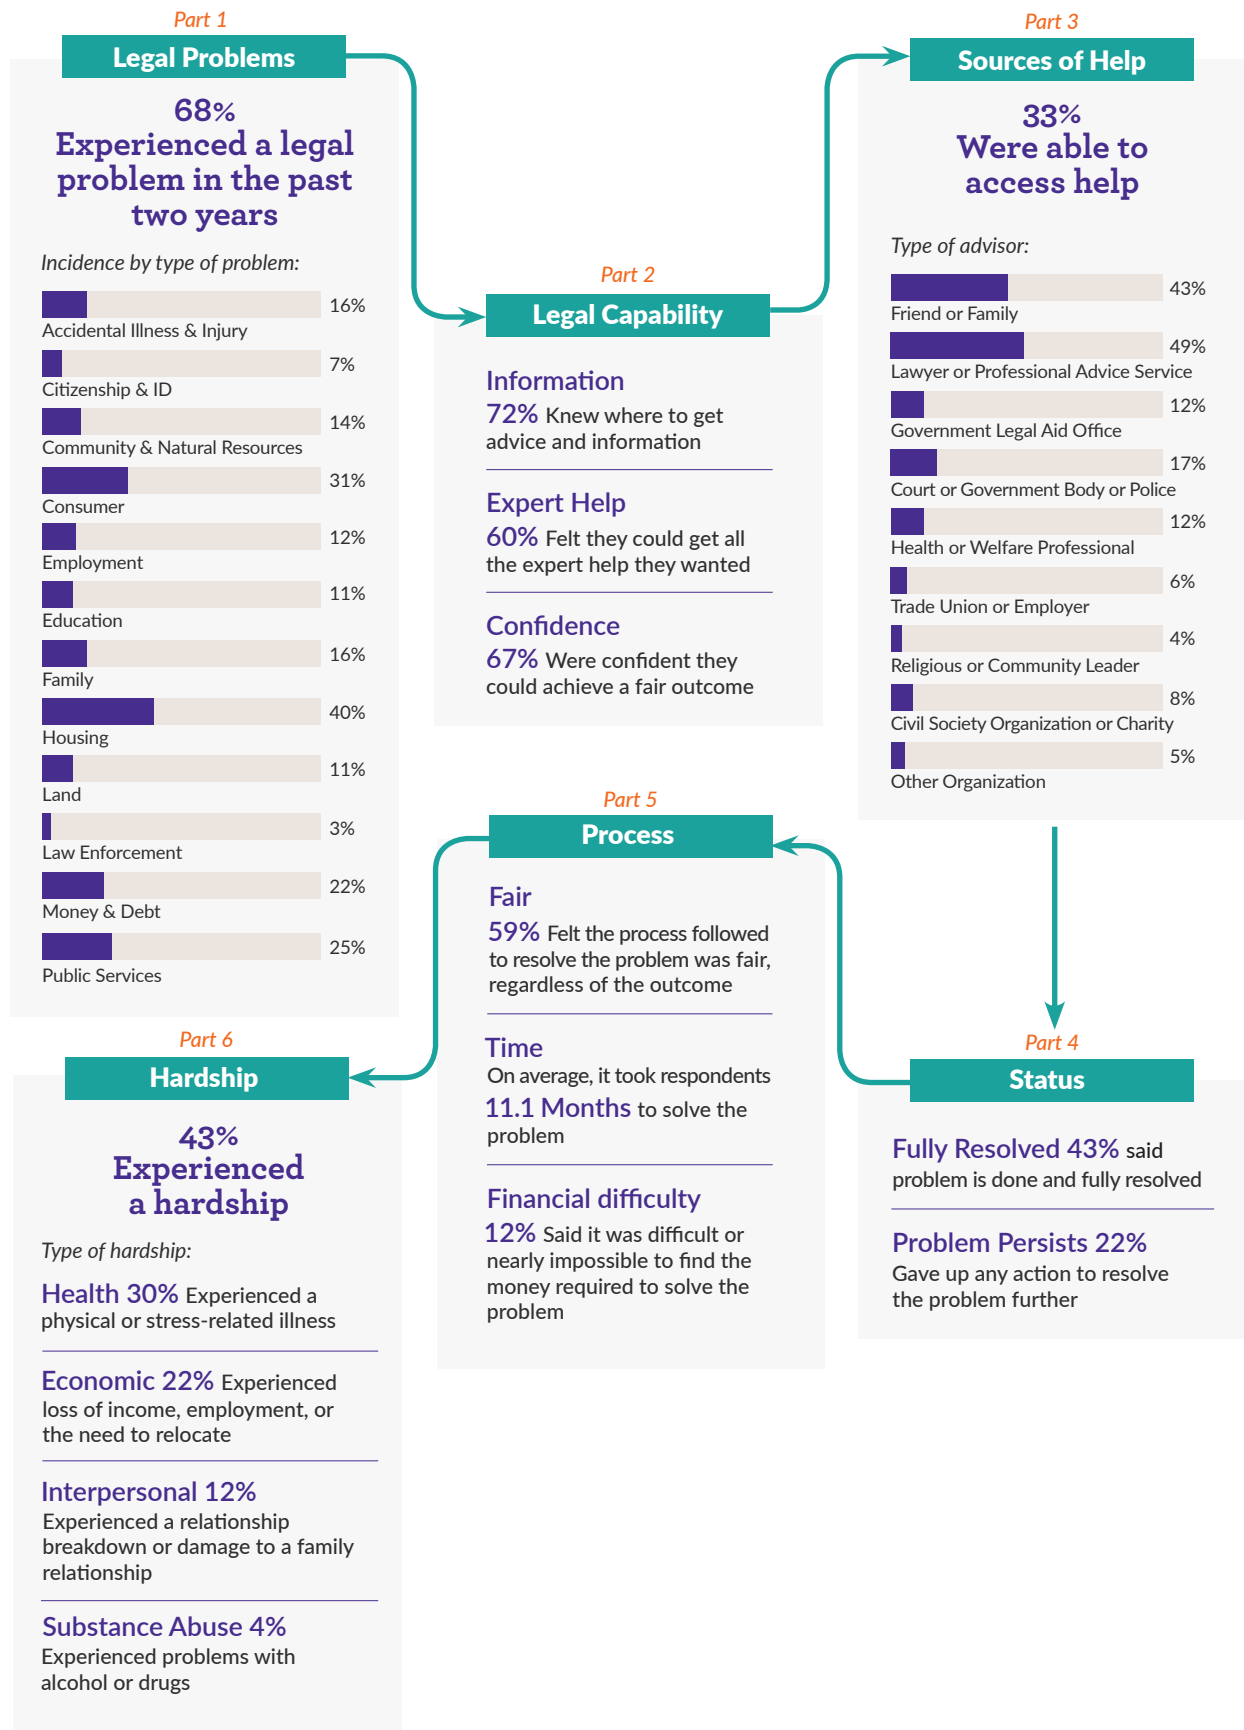 Part 1
Legal Problems
68%
Experienced a legal
problem in the past
two years
Incidence by type of problem:
16%
Accidental Illness & Injury
7%
Citizenship & ID
14%
Community & Natural Resources
31%
Consumer
12%
Employment
11%
Education
16%
Family
40%
Housing
11%
Land
3%
Law Enforcement
22%
Money & Debt
25%
Public Services
Part 2
Legal Capability
Information
72% Knew where to get
advice and information
Expert Help
60% Felt they could get all
the expert help they wanted
Confidence
67% Were confident they
could achieve a fair outcome
Part 3
Sources of Help
33%
Were able to
access help
Type of advisor:
43%
Friend or Family
49%
Lawyer or Professional Advice Service
12%
Government Legal Aid Office
17%
Court or Government Body or Police
12%
Health or Welfare Professional
6%
Trade Union or Employer
4%
Religious or Community Leader
8%
Civil Society Organization or Charity
5%
Other Organization
Part 4
Status
Fully Resolved 43% said
problem is done and fully resolved
Problem Persists 22%
Gave up any action to resolve
the problem further
Part 5
Process
Fair
59% Felt the process followed
to resolve the problem was fair,
regardless of the outcome
Time
On average, it took respondents
11.1 Months to solve the
problem
Financial difficulty
12% Said it was difficult or
nearly impossible to find the
money required to solve the
problem
Part 6
Hardship
43%
Experienced
a hardship
Type of hardship:
Health 30% Experienced a
physical or stress-related illness
Economic 22% Experienced
loss of income, employment, or
the need to relocate
Interpersonal 12%
Experienced a relationship
breakdown or damage to a family
relationship
Substance Abuse 4%
Experienced problems with
alcohol or drugs